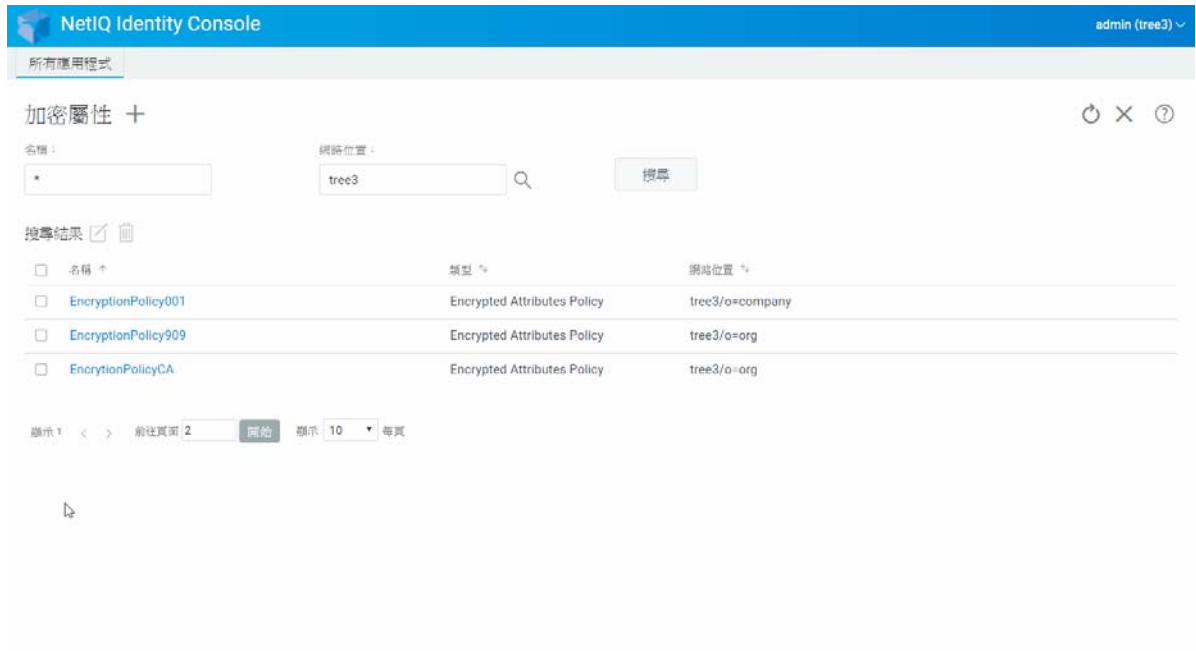 NetIQ Identity Console
admin (tree3)
所有應用程式
加密屬性
名稱： 網路位置：
* tree3 搜尋
搜尋結果
名稱 類型 網路位置
EncryptionPolicy001 Encrypted Attributes Policy tree3/o=company
EncryptionPolicy909 Encrypted Attributes Policy tree3/o=org
EncrytionPolicyCA Encrypted Attributes Policy tree3/o=org
顯示 1 < > 前往頁面 2 開始 顯示 10 每頁